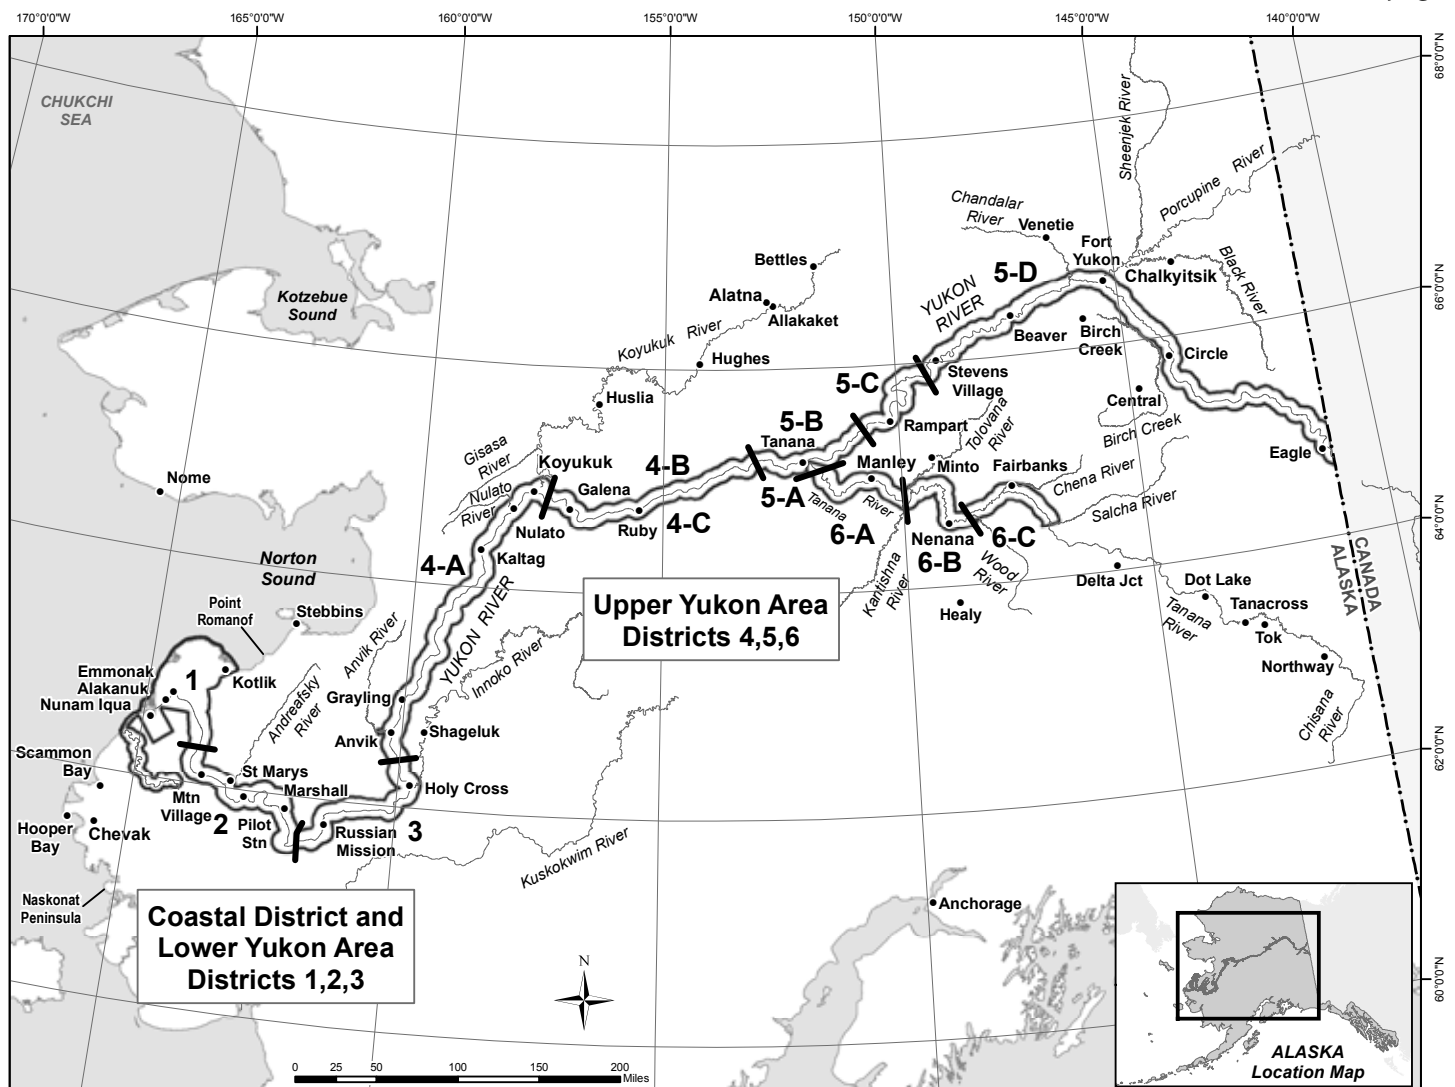 170°0'0"W
165°0'0"W
160°0'0"W
155°0'0"W
150°0'0"W
145°0'0"W
140°0'0"W
68°0'0"N
66°0'0"N
64°0'0"N
62°0'0"N
60°0'0"N
CHUKCHI
SEA
Sheenjek River
Porcupine River
Chandalar
River
Venetie
Fort
Yukon
Chalkyitsik
Black River
Bettles
5-D
YUKON
RIVER
Kotzebue
Sound
Alatna
Allakaket
Koyukuk River
Hughes
Beaver
Birch
Creek
Circle
Huslia
5-C
Stevens
Village
Central
Birch Creek
Rampart
Tolovana
River
5-B
Tanana
Gisasa
River
Koyukuk
4-B
Manley
Minto
Fairbanks
Chena River
Eagle
Nome
Nulato
River
Galena
5-A
Tanana
River
Salcha River
Nulato
Ruby
4-C
6-A
Nenana
6-B
6-C
Wood
River
Kantishna
River
Norton
Sound
4-A
Kaltag
YUKON RIVER
Delta Jct
Dot Lake
CANADA
ALASKA
Upper Yukon Area
Districts 4,5,6
Healy
Tanana
River
Tanacross
Tok
Northway
Chisana
River
Point
Romanof
Stebbins
Anvik River
Innoko River
Emmonak
Alakanuk
Nunam Iqua
1
Kotlik
Andreafsky
River
Grayling
Anvik
Shageluk
Scammon
Bay
St Marys
Marshall
Holy Cross
Mtn
Village
2
Pilot
Stn
Russian
Mission
3
Hooper
Bay
Chevak
Kuskokwim River
Naskonat
Peninsula
Coastal District and
Lower Yukon Area
Districts 1,2,3
Anchorage
N
0 25 50 100 150 200
Miles
ALASKA
Location Map